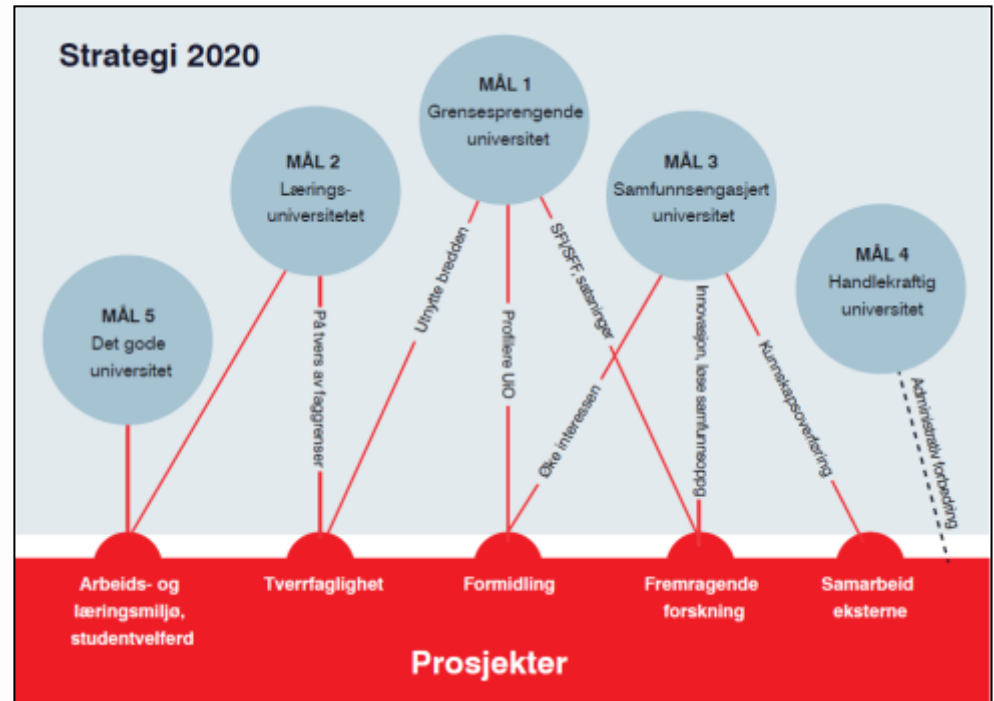 Strategi 2020
MÅL 1
Grensesprengende
universitet
MÅL 2
Lærings-
universitetet
MÅL 3
Samfunnsengasjert
universitet
MÅL 4
Handlekraftig
universitet
MÅL 5
Det gode
universitet
På tvers av faggrenser
Utnytte bredden
Profilere UIO
SFI/SFF, satsninger
Øke interessen
Innovasjon, løse samfunnsoppg
Kunnskapsoverføring
Administrativ forbedring
Arbeids- og
læringsmiljø,
studentvelferd
Tverrfaglighet
Formidling
Fremragende
forskning
Samarbeid
eksterne
Prosjekter